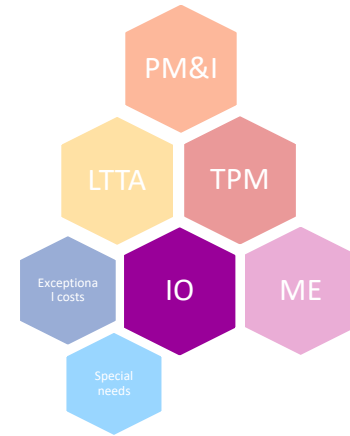 PM&I
LTTA
TPM
Exceptiona
l costs
IO
ME
Special
needs